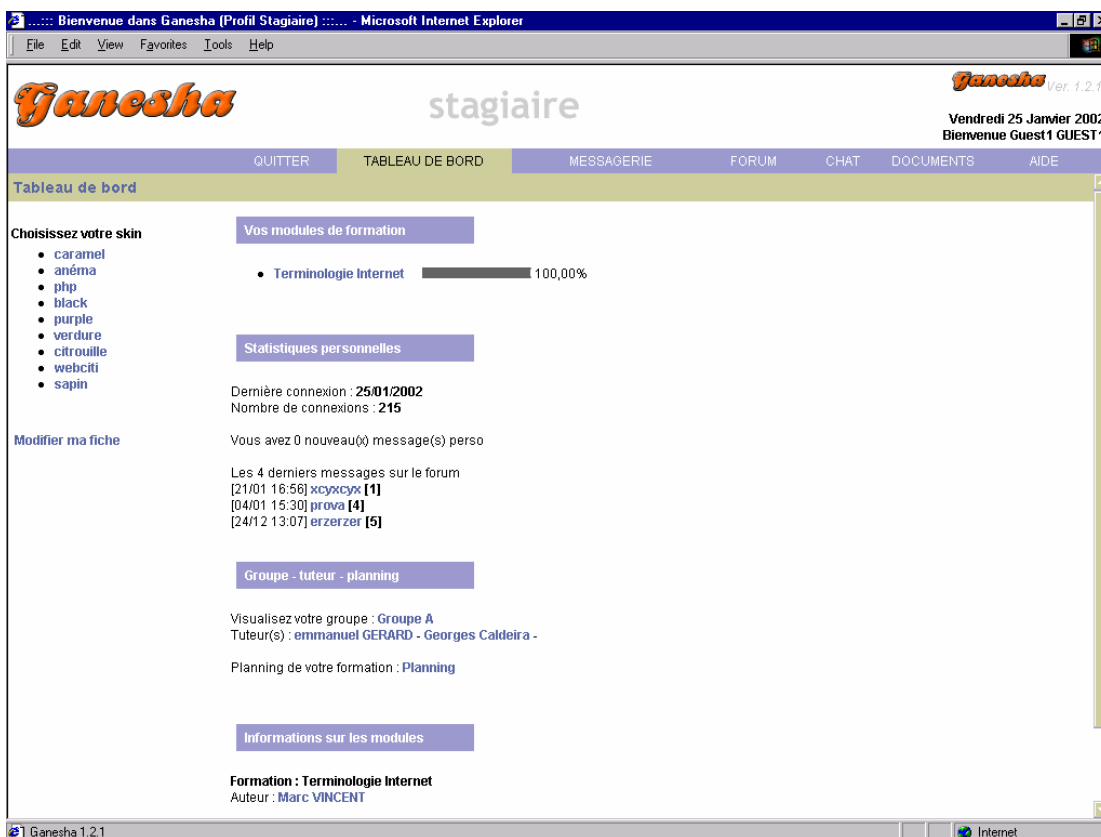 ...::: Bienvenue dans Ganesha (Profil Stagiaire) :::... - Microsoft Internet Explorer
File Edit View Favorites Tools Help
Ganesha
stagiaire
Ganesha Ver. 1.2.1
Vendredi 25 Janvier 2002
Bienvenue Guest1 GUEST1
QUITTER TABLEAU DE BORD MESSAGERIE FORUM CHAT DOCUMENTS AIDE
Tableau de bord
Choisissez votre skin
caramel
anéma
php
black
purple
verdure
citrouille
webciti
sapin
Modifier ma fiche
Vos modules de formation
Terminologie Internet 100,00%
Statistiques personnelles
Dernière connexion : 25/01/2002
Nombre de connexions : 215
Vous avez 0 nouveau(x) message(s) perso
Les 4 derniers messages sur le forum
[21/01 16:56] xcyxcyx [1]
[04/01 15:30] prova [4]
[24/12 13:07] erzerzer [5]
Groupe - tuteur - planning
Visualisez votre groupe : Groupe A
Tuteur(s) : emmanuel GERARD - Georges Caldeira -
Planning de votre formation : Planning
Informations sur les modules
Formation : Terminologie Internet
Auteur : Marc VINCENT
Ganesha 1.2.1
Internet